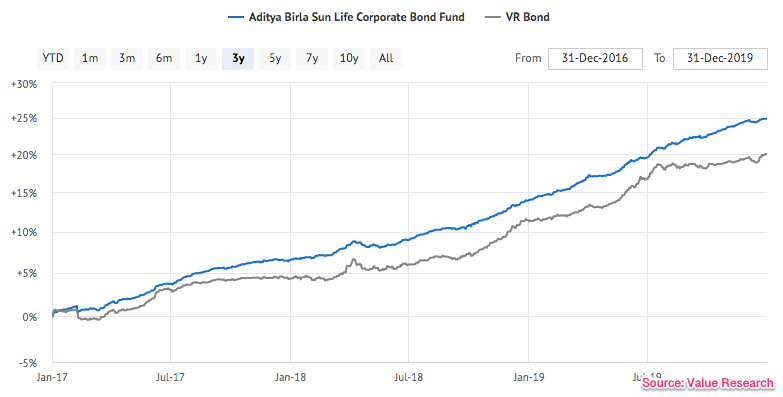 Aditya Birla Sun Life Corporate Bond Fund VR Bond
YTD 1m 3m 6m 1y 3y 5y 7y 10y All From 31-Dec-2016 To 31-Dec-2019
+30%
+25%
+20%
+15%
+10%
+5%
0%
-5%
Jan-17 Jul-17 Jan-18 Jul-18 Jan-19 Jul-19
Source: Value Research